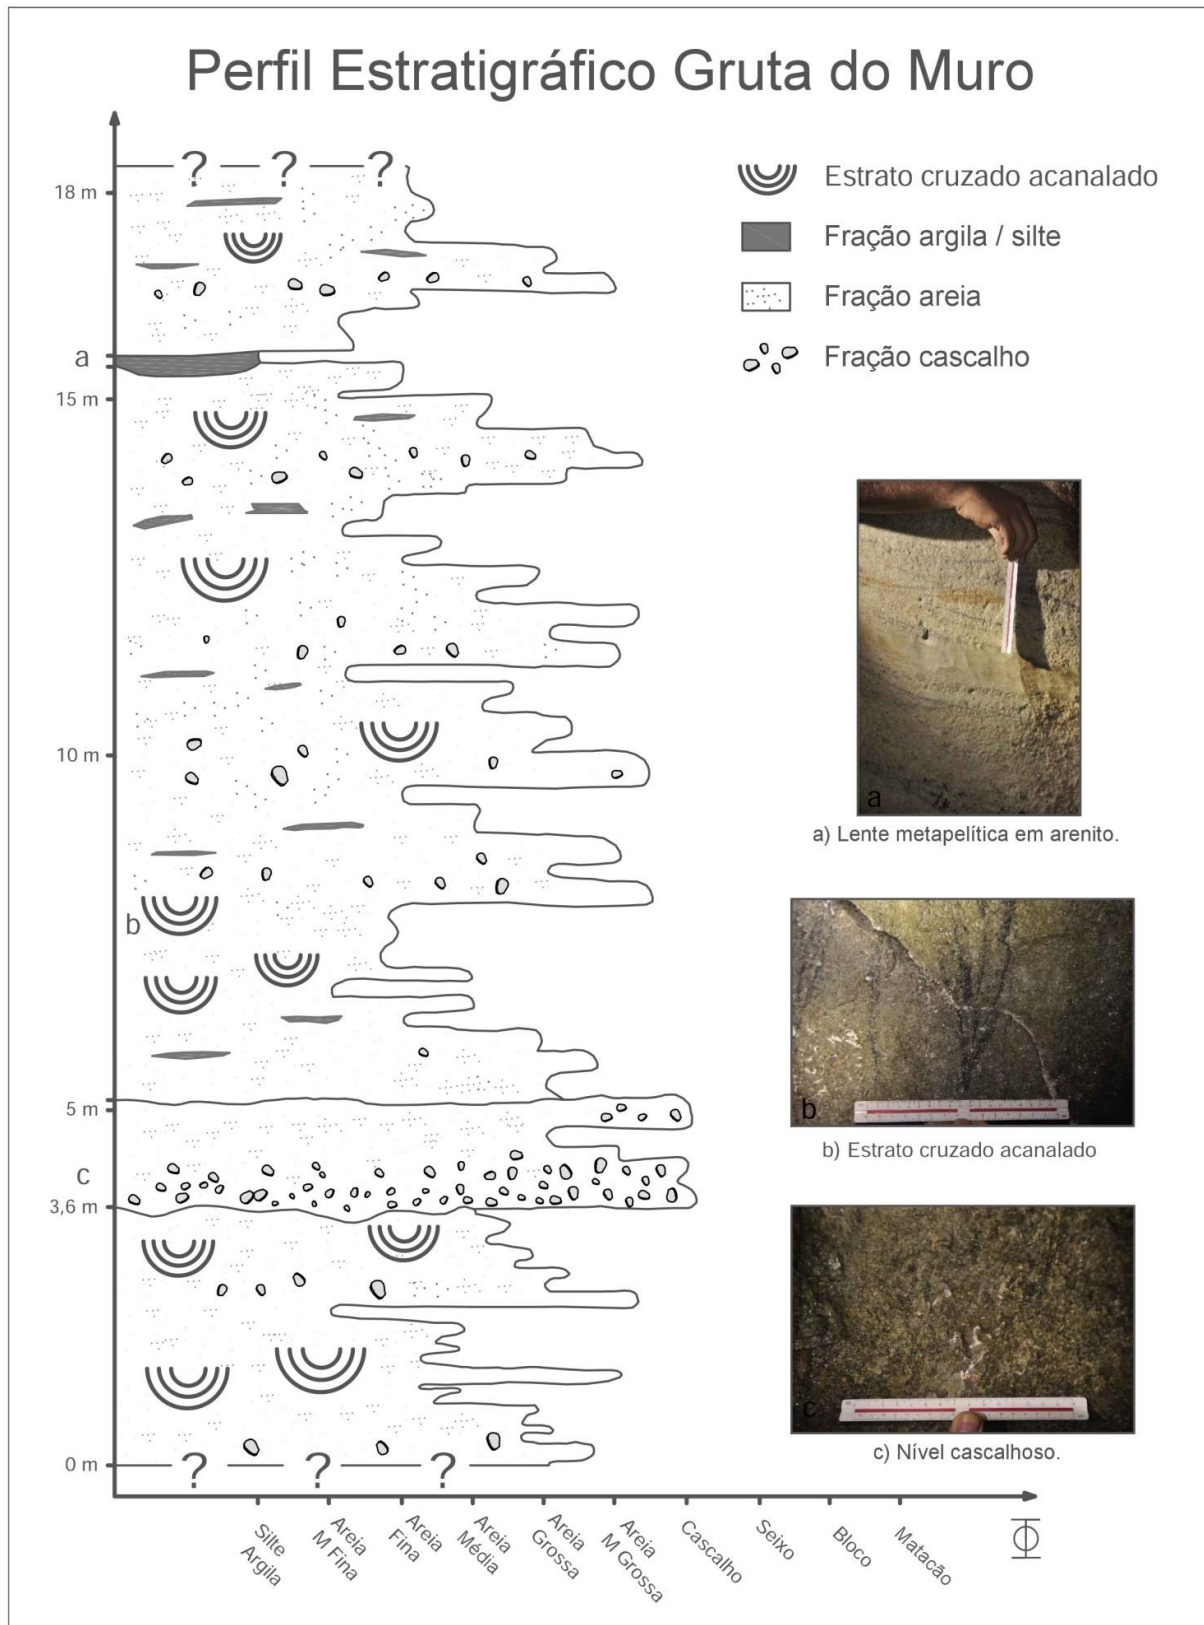 Perfil Estratigráfico Gruta do Muro
? ? ?
18 m
a
15 m
10 m
b
5 m
c
3,6 m
0 m
? ? ?
Silte
Argila
Areia
M Fina
Areia
Fina
Areia
Média
Areia
Grossa
Areia
M Grossa
Cascalho
Seixo
Bloco
Matacão
Φ
Estrato cruzado acanalado
Fração argila / silte
Fração areia
Fração cascalho
a
a) Lente metapelítica em arenito.
b
b) Estrato cruzado acanalado
c
c) Nível cascalhoso.